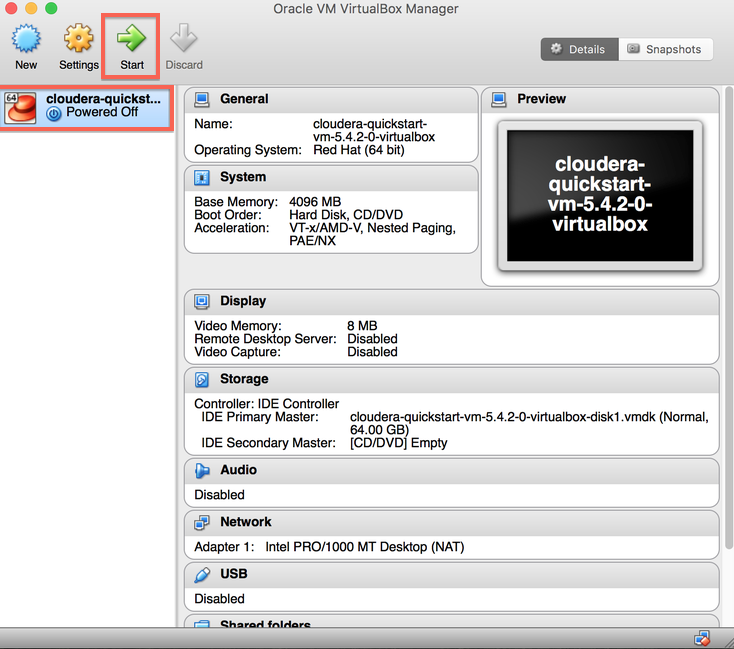 Oracle VM VirtualBox Manager
New
Settings
Start
Discard
Details
Snapshots
64
cloudera-quickst...
Powered Off
General
Name: cloudera-quickstart-
vm-5.4.2-0-virtualbox
Operating System: Red Hat (64 bit)
System
Base Memory: 4096 MB
Boot Order: Hard Disk, CD/DVD
Acceleration: VT-x/AMD-V, Nested Paging,
PAE/NX
Preview
cloudera-
quickstart-
vm-5.4.2-0-
virtualbox
Display
Video Memory: 8 MB
Remote Desktop Server: Disabled
Video Capture: Disabled
Storage
Controller: IDE Controller
IDE Primary Master: cloudera-quickstart-vm-5.4.2-0-virtualbox-disk1.vmdk (Normal,
64.00 GB)
IDE Secondary Master: [CD/DVD] Empty
Audio
Disabled
Network
Adapter 1: Intel PRO/1000 MT Desktop (NAT)
USB
Disabled
Shared folders